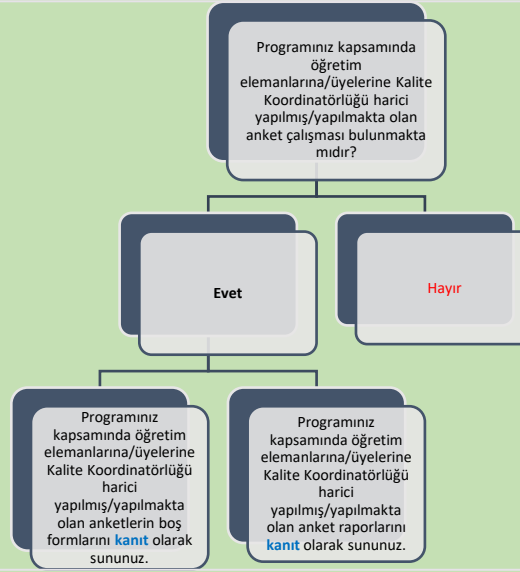 Programınız kapsamında
öğretim
elemanlarına/üyelerine Kalite
Koordinatörlüğü harici
yapılmış/yapılmakta olan
anket çalışması bulunmakta
mıdır?
Evet
Hayır
Programınız
kapsamında öğretim
elemanlarına/üyelerine
Kalite Koordinatörlüğü
harici
yapılmış/yapılmakta
olan anketlerin boş
formlarını kanıt olarak
sununuz.
Programınız
kapsamında öğretim
elemanlarına/üyelerine
Kalite Koordinatörlüğü
harici
yapılmış/yapılmakta
olan anket raporlarını
kanıt olarak sununuz.